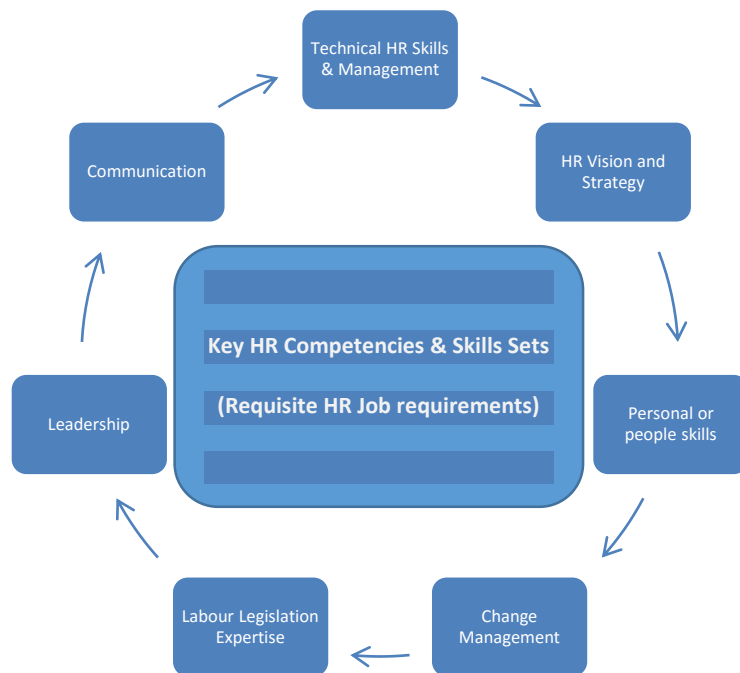 Technical HR Skills
& Management
HR Vision and
Strategy
Personal or
people skills
Change
Management
Labour Legislation
Expertise
Leadership
Communication
Key HR Competencies & Skills Sets
(Requisite HR Job requirements)